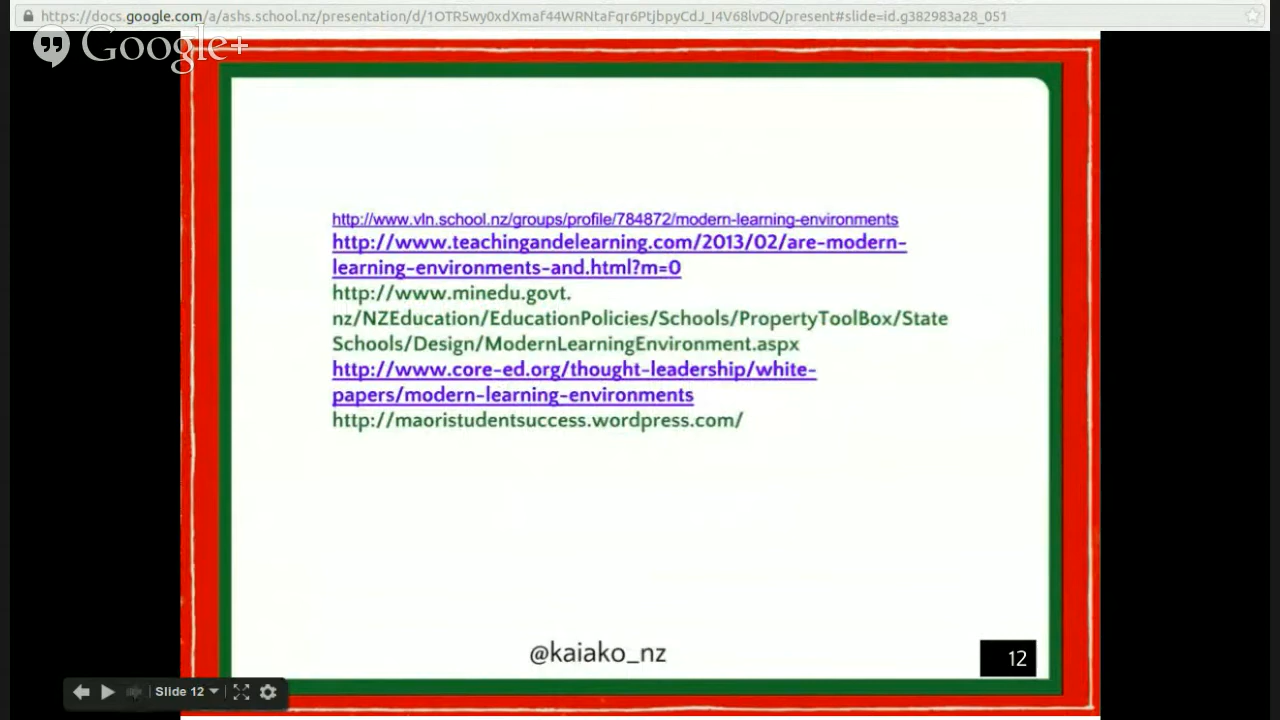 https://docs.google.com/a/ashs.school.nz/presentation/d/1OTR5wy0xdXmaf44WRNtaFqr6PtjbpyCdJ_I4V68lvDQ/present#slide=id.g382983a28_051
Google+
http://www.vln.school.nz/groups/profile/784872/modern-learning-environments
http://www.teachingandelearning.com/2013/02/are-modern-
learning-environments-and.html?m=0
http://www.minedu.govt.
nz/NZEducation/EducationPolicies/Schools/PropertyToolBox/State
Schools/Design/ModernLearningEnvironment.aspx
http://www.core-ed.org/thought-leadership/white-
papers/modern-learning-environments
http://maoristudentsuccess.wordpress.com/
@kaiako_nz
12
Slide 12